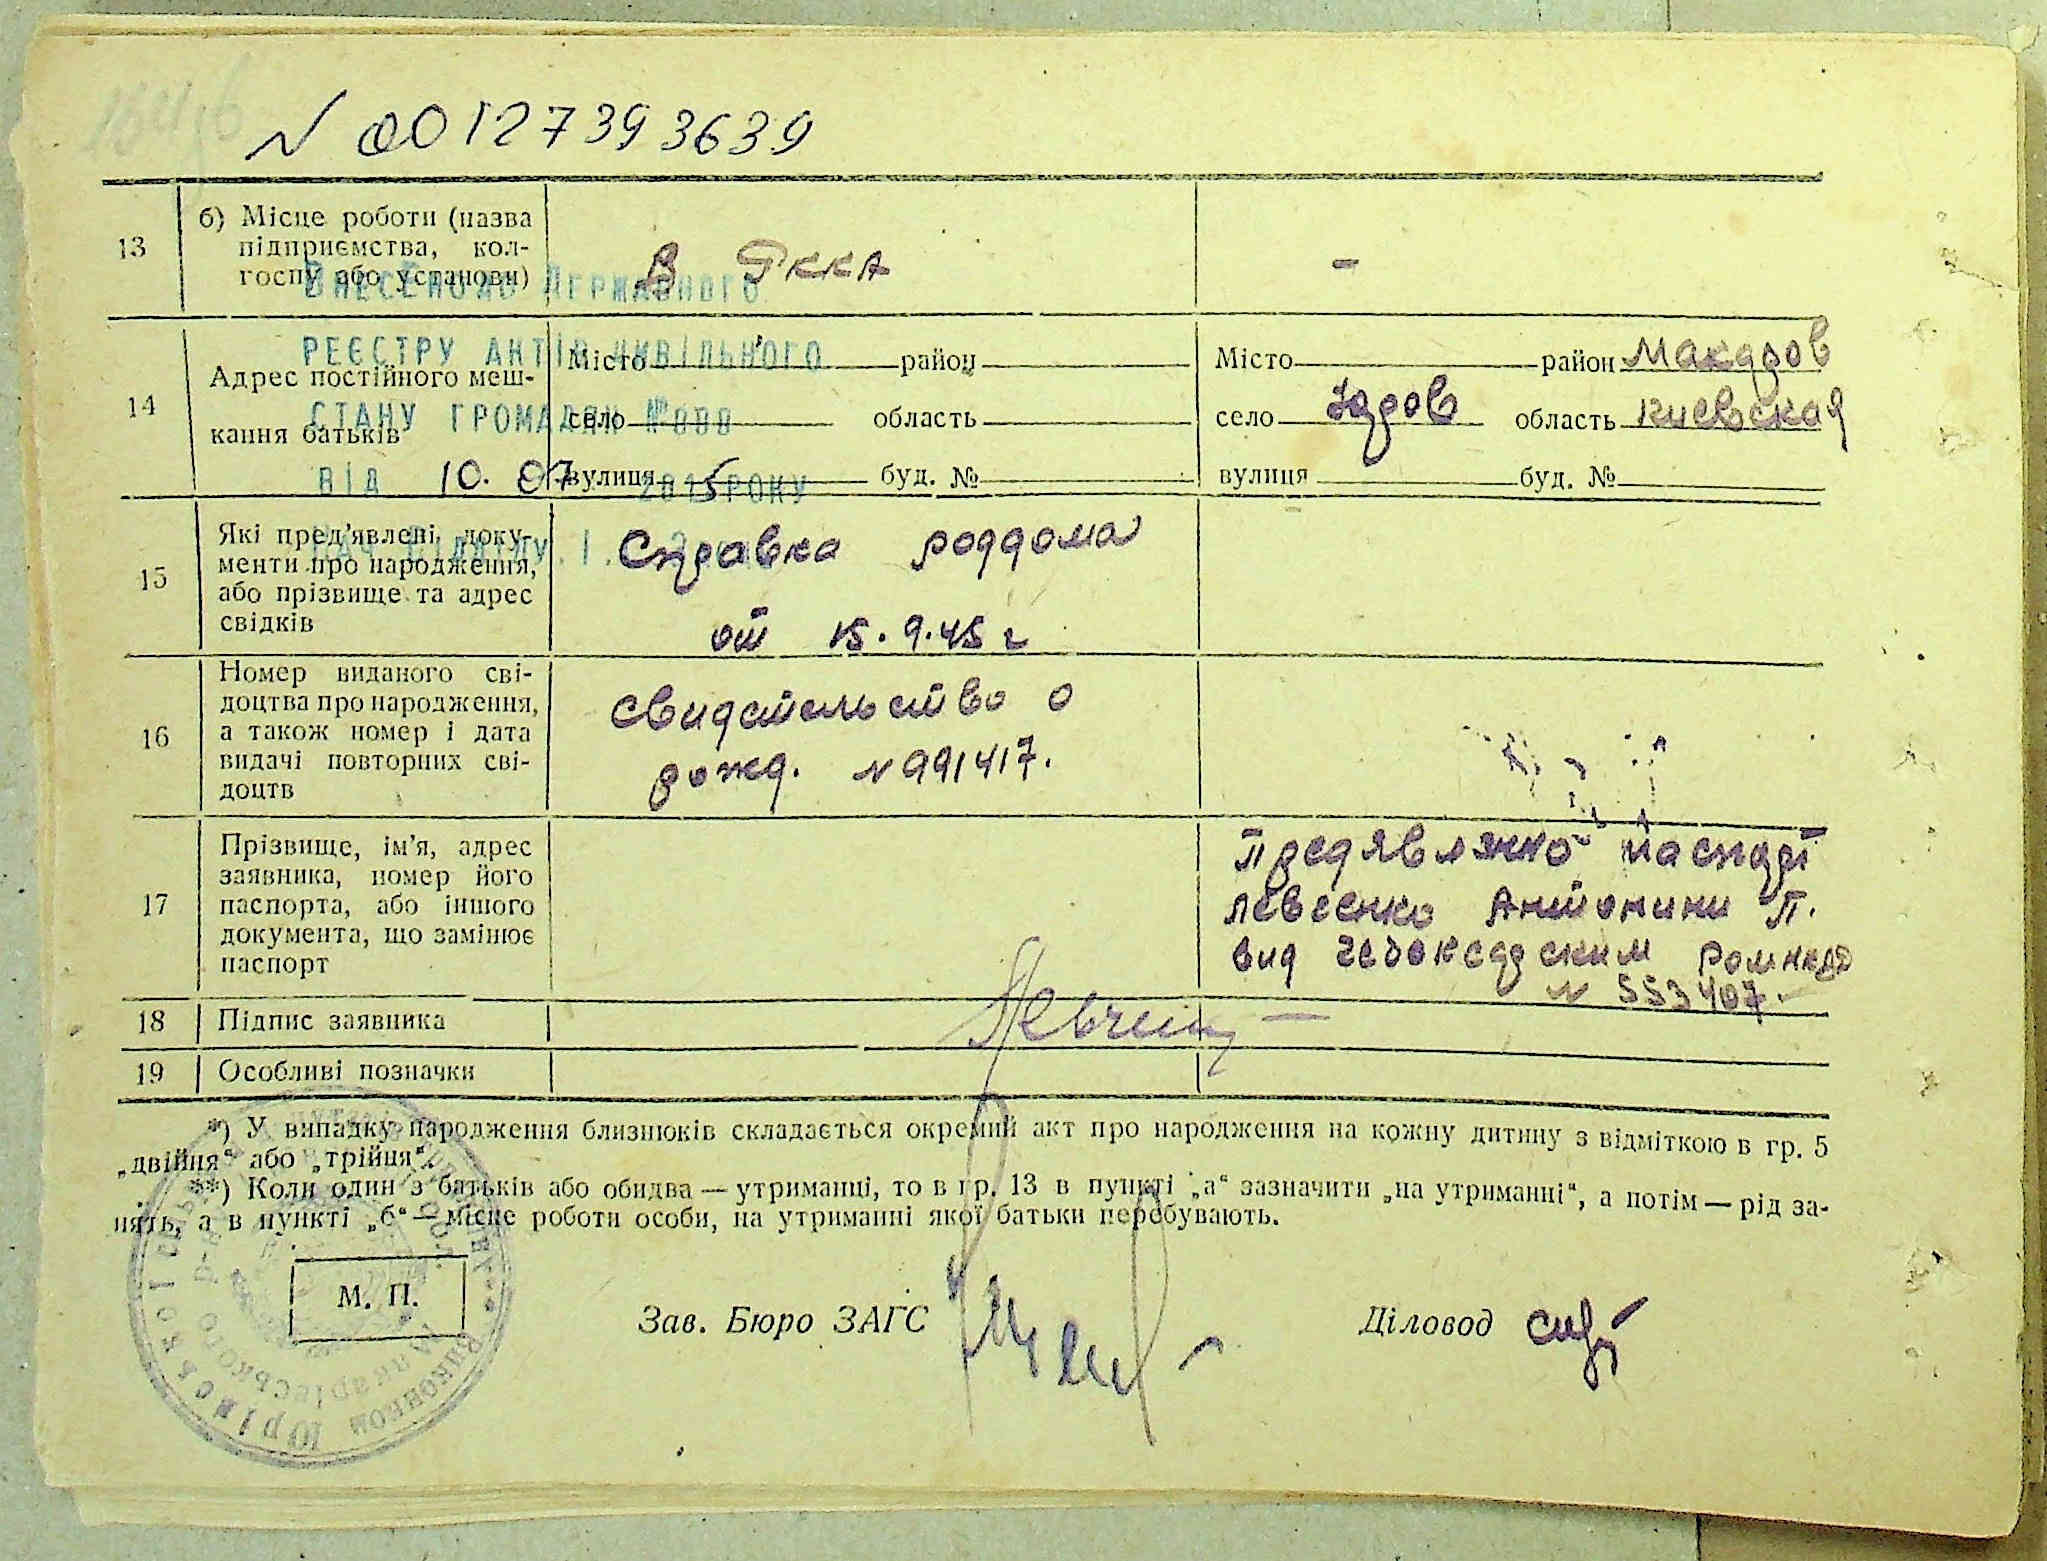 N 00127393639
13 б) Місце роботи (назва підприємства, колгоспу або установи) В РККА -
Внесено до Державного
реєстру актів цивільного
стану громадян №000
від 10. 07 2015 року
14 Адрес постійного мешкання батьків
Місто район
село область
вулиця буд. №
Місто район Макаров
село Юров область Киевская
вулиця буд. №
15 Які пред'явлені документи про народження, або прізвище та адрес свідків
Справка роддома
от 15.9.45 г
16 Номер виданого свідоцтва про народження, а також номер і дата видачі повторних свідоцтв
Свидетельство о
рожд. N 991417.
17 Прізвище, ім'я, адрес заявника, номер його паспорта, або іншого документа, що замінює паспорт
паспорт
Антонини П.
N 553407.
18 Підпис заявника
19 Особливі позначки
*) У випадку народження близнюків складається окремий акт про народження на кожну дитину з відміткою в гр. 5
„двійня“ або „трійця“.
**) Коли один з батьків або обидва — утриманці, то в гр. 13 в пункті „а“ зазначити „на утриманні“, а потім — рід за-
нять, а в пункті „б“ — місце роботи особи, на утриманні якої батьки перебувають.
М. П.
Зав. Бюро ЗАГС
Діловод